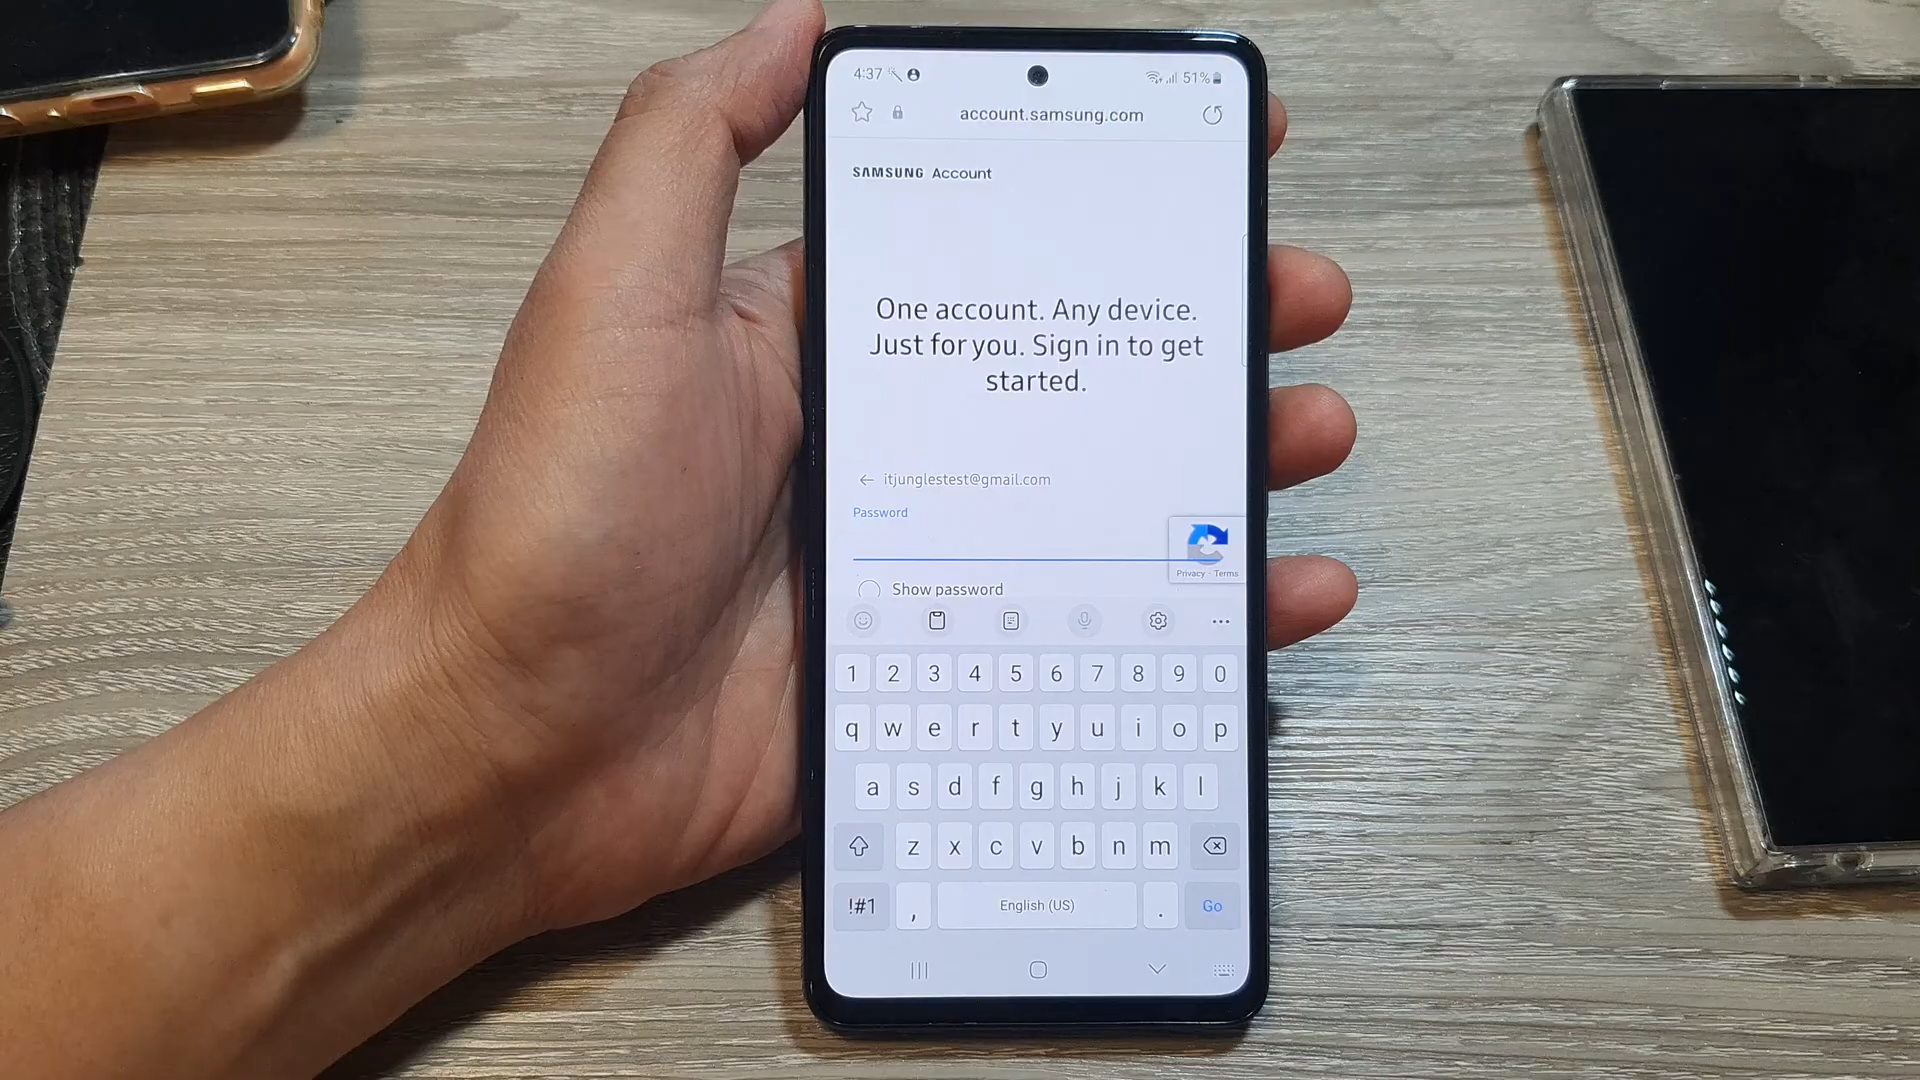 4:37 51%
account.samsung.com
SAMSUNG Account
One account. Any device.
Just for you. Sign in to get
started.
itjunglestest@gmail.com
Password
Privacy - Terms
Show password
1 2 3 4 5 6 7 8 9 0
q w e r t y u i o p
a s d f g h j k l
z x c v b n m
!#1 , English (US) . Go